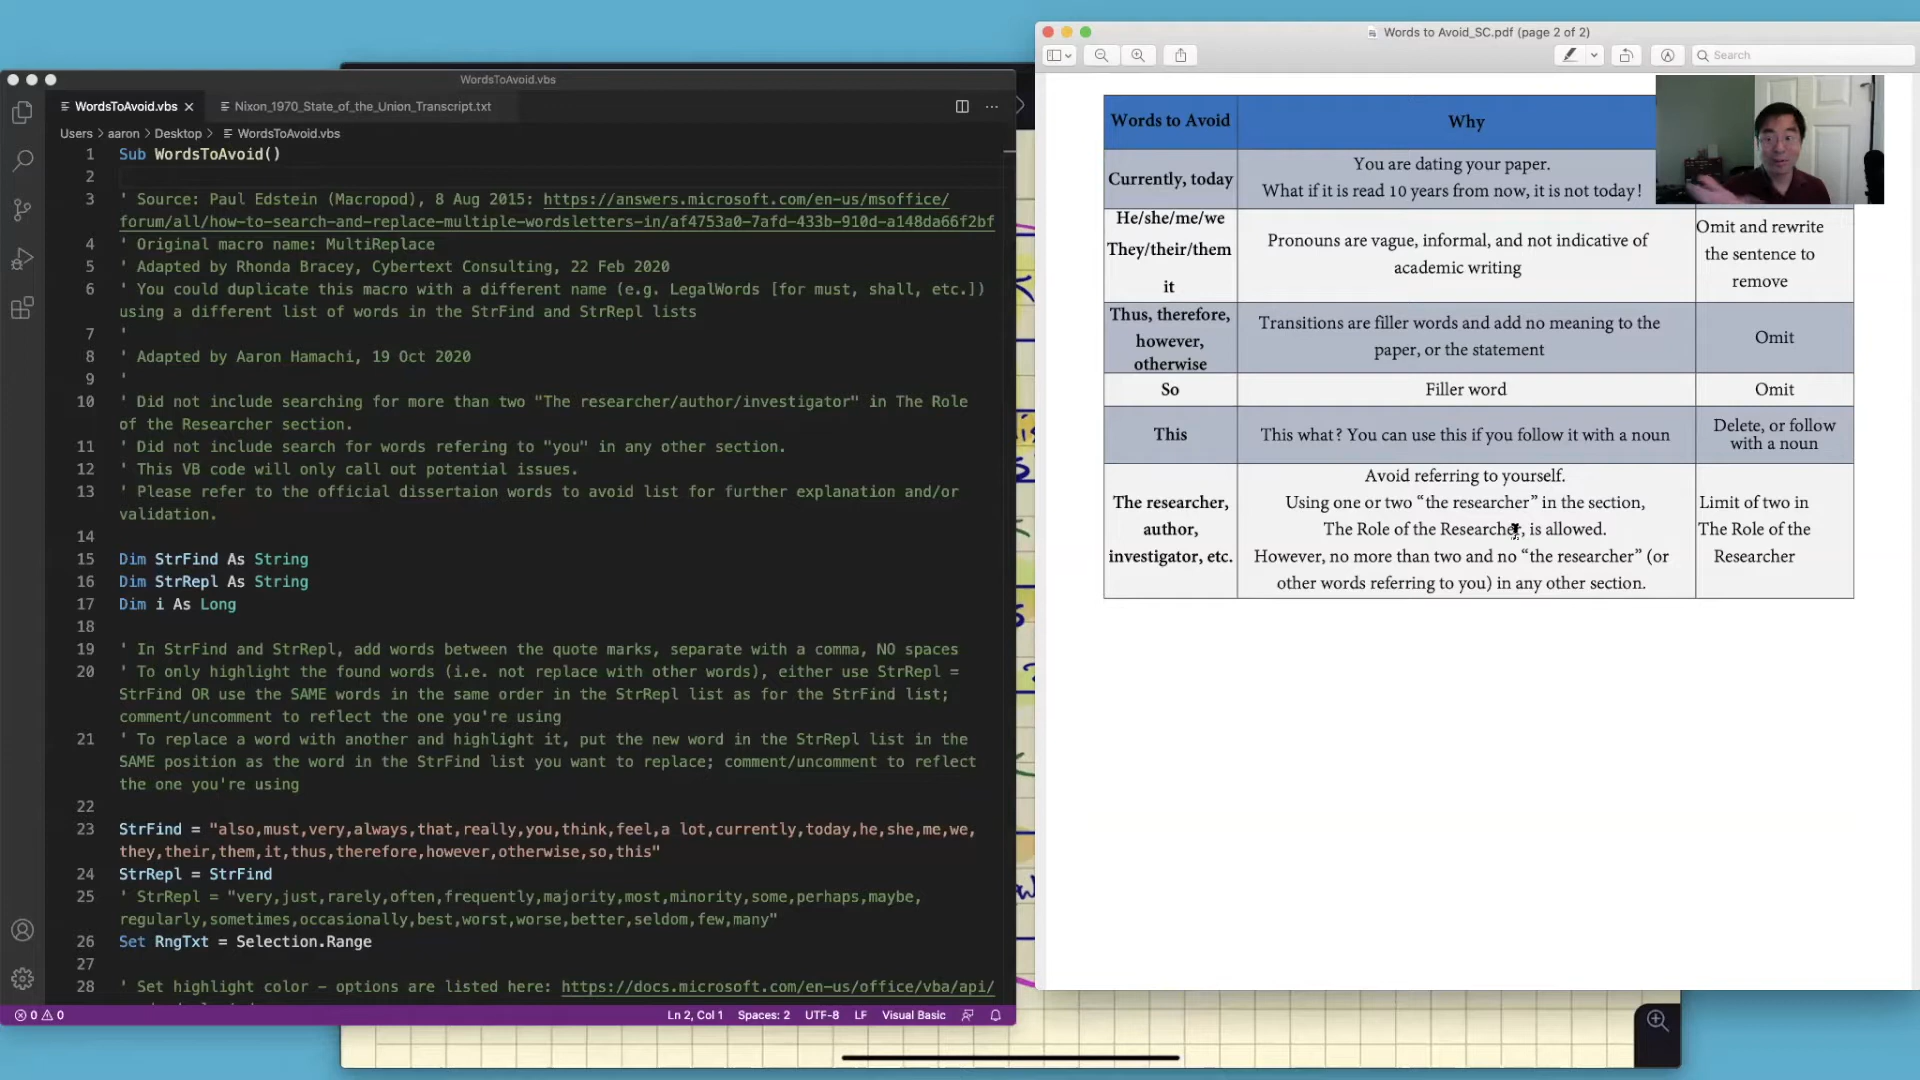 WordsToAvoid.vbs
WordsToAvoid.vbs
Nixon_1970_State_of_the_Union_Transcript.txt
Users > aaron > Desktop > WordsToAvoid.vbs
1 Sub WordsToAvoid()
2
3 ' Source: Paul Edstein (Macropod), 8 Aug 2015: https://answers.microsoft.com/en-us/msoffice/
forum/all/how-to-search-and-replace-multiple-wordsletters-in/af4753a0-7afd-433b-910d-a148da66f2bf
4 ' Original macro name: MultiReplace
5 ' Adapted by Rhonda Bracey, Cybertext Consulting, 22 Feb 2020
6 ' You could duplicate this macro with a different name (e.g. LegalWords [for must, shall, etc.])
using a different list of words in the StrFind and StrRepl lists
7 '
8 ' Adapted by Aaron Hamachi, 19 Oct 2020
9 '
10 ' Did not include searching for more than two "The researcher/author/investigator" in The Role
of the Researcher section.
11 ' Did not include search for words refering to "you" in any other section.
12 ' This VB code will only call out potential issues.
13 ' Please refer to the official dissertaion words to avoid list for further explanation and/or
validation.
14
15 Dim StrFind As String
16 Dim StrRepl As String
17 Dim i As Long
18
19 ' In StrFind and StrRepl, add words between the quote marks, separate with a comma, NO spaces
20 ' To only highlight the found words (i.e. not replace with other words), either use StrRepl =
StrFind OR use the SAME words in the same order in the StrRepl list as for the StrFind list;
comment/uncomment to reflect the one you're using
21 ' To replace a word with another and highlight it, put the new word in the StrRepl list in the
SAME position as the word in the StrFind list you want to replace; comment/uncomment to reflect
the one you're using
22
23 StrFind = "also,must,very,always,that,really,you,think,feel,a lot,currently,today,he,she,me,we,
they,their,them,it,thus,therefore,however,otherwise,so,this"
24 StrRepl = StrFind
25 ' StrRepl = "very,just,rarely,often,frequently,majority,most,minority,some,perhaps,maybe,
regularly,sometimes,occasionally,best,worst,worse,better,seldom,few,many"
26 Set RngTxt = Selection.Range
27
28 ' Set highlight color - options are listed here: https://docs.microsoft.com/en-us/office/vba/api/
0 0
Ln 2, Col 1 Spaces: 2 UTF-8 LF Visual Basic
Words to Avoid_SC.pdf (page 2 of 2)
Search
Words to Avoid
Why
Currently, today
You are dating your paper.
What if it is read 10 years from now, it is not today!
He/she/me/we
They/their/them
it
Pronouns are vague, informal, and not indicative of
academic writing
Omit and rewrite
the sentence to
remove
Thus, therefore,
however,
otherwise
Transitions are filler words and add no meaning to the
paper, or the statement
Omit
So
Filler word
Omit
This
This what? You can use this if you follow it with a noun
Delete, or follow
with a noun
The researcher,
author,
investigator, etc.
Avoid referring to yourself.
Using one or two “the researcher” in the section,
The Role of the Researcher, is allowed.
However, no more than two and no “the researcher” (or
other words referring to you) in any other section.
Limit of two in
The Role of the
Researcher